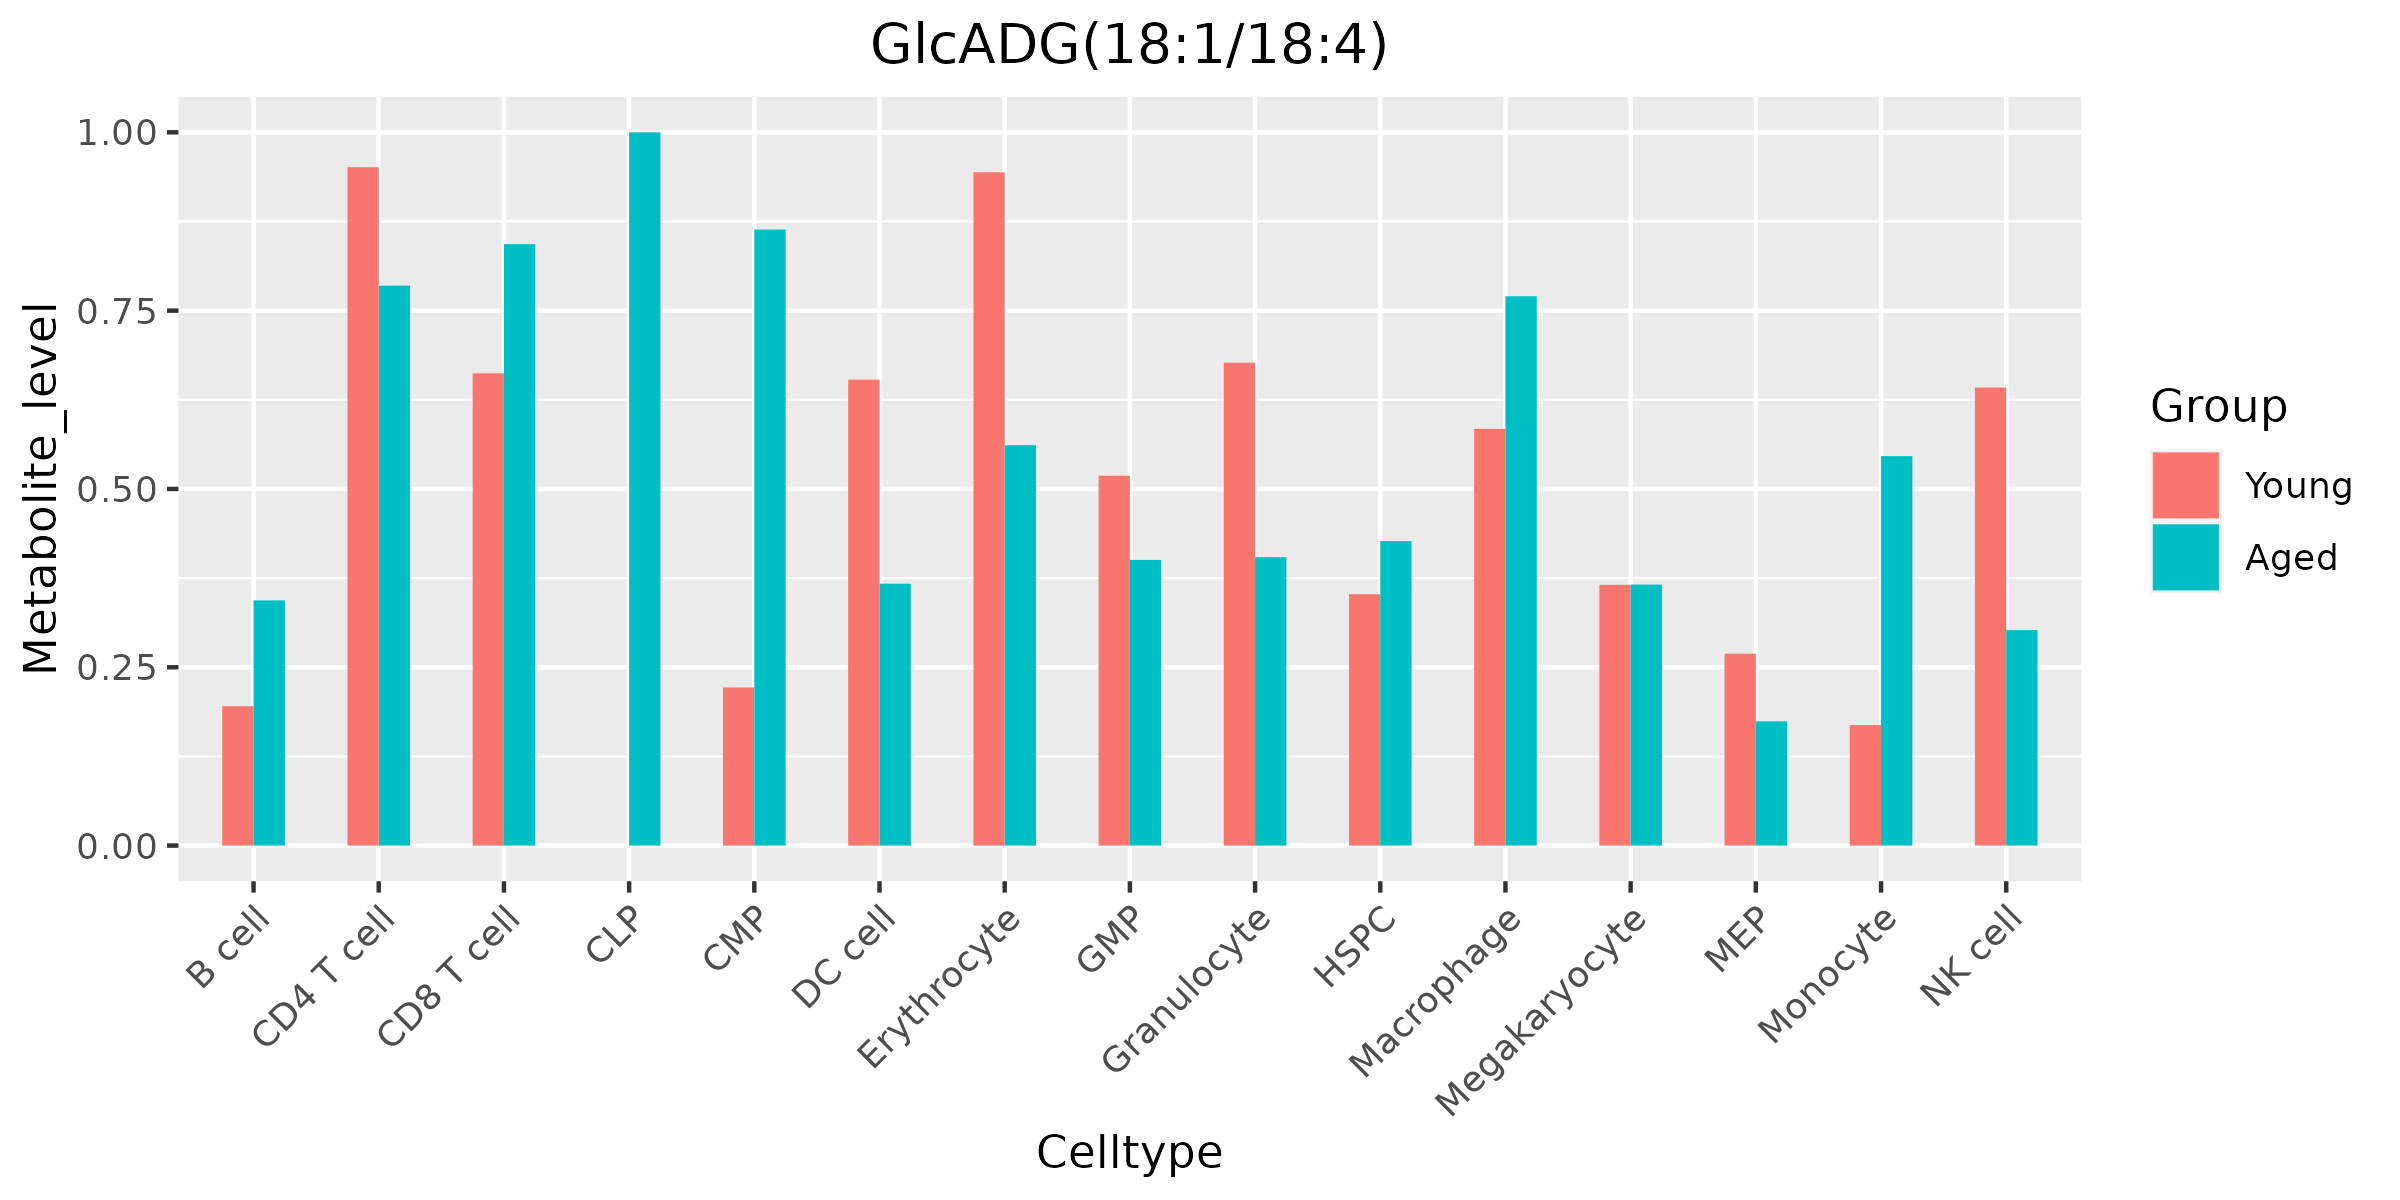 GlcADG(18:1/18:4)
Metabolite_level
1.00
0.75
0.50
0.25
0.00
B cell
CD4 T cell
CD8 T cell
CLP
CMP
DC cell
Erythrocyte
GMP
Granulocyte
HSPC
Macrophage
Megakaryocyte
MEP
Monocyte
NK cell
Celltype
Group
Young
Aged